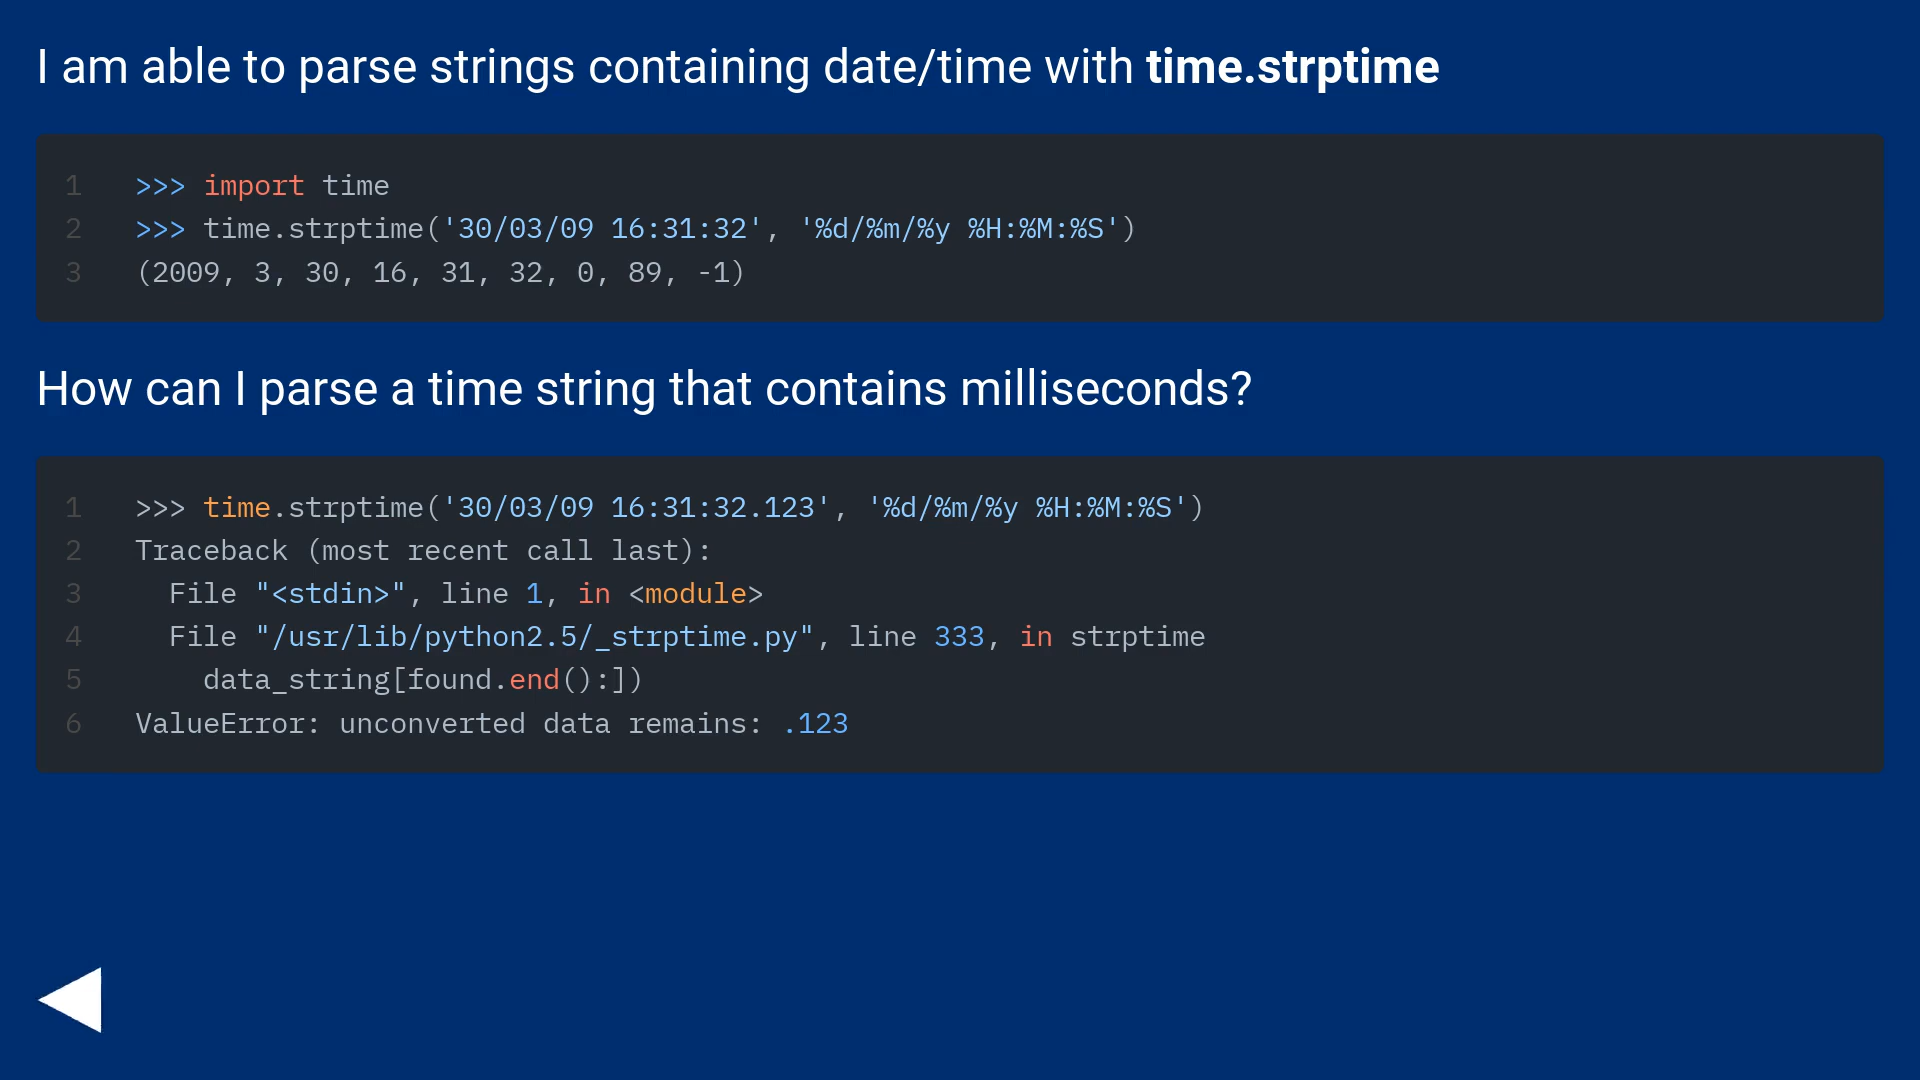 I am able to parse strings containing date/time with time.strptime
1 >>> import time
2 >>> time.strptime('30/03/09 16:31:32', '%d/%m/%y %H:%M:%S')
3 (2009, 3, 30, 16, 31, 32, 0, 89, -1)
How can I parse a time string that contains milliseconds?
1 >>> time.strptime('30/03/09 16:31:32.123', '%d/%m/%y %H:%M:%S')
2 Traceback (most recent call last):
3   File "<stdin>", line 1, in <module>
4   File "/usr/lib/python2.5/_strptime.py", line 333, in strptime
5     data_string[found.end():])
6 ValueError: unconverted data remains: .123